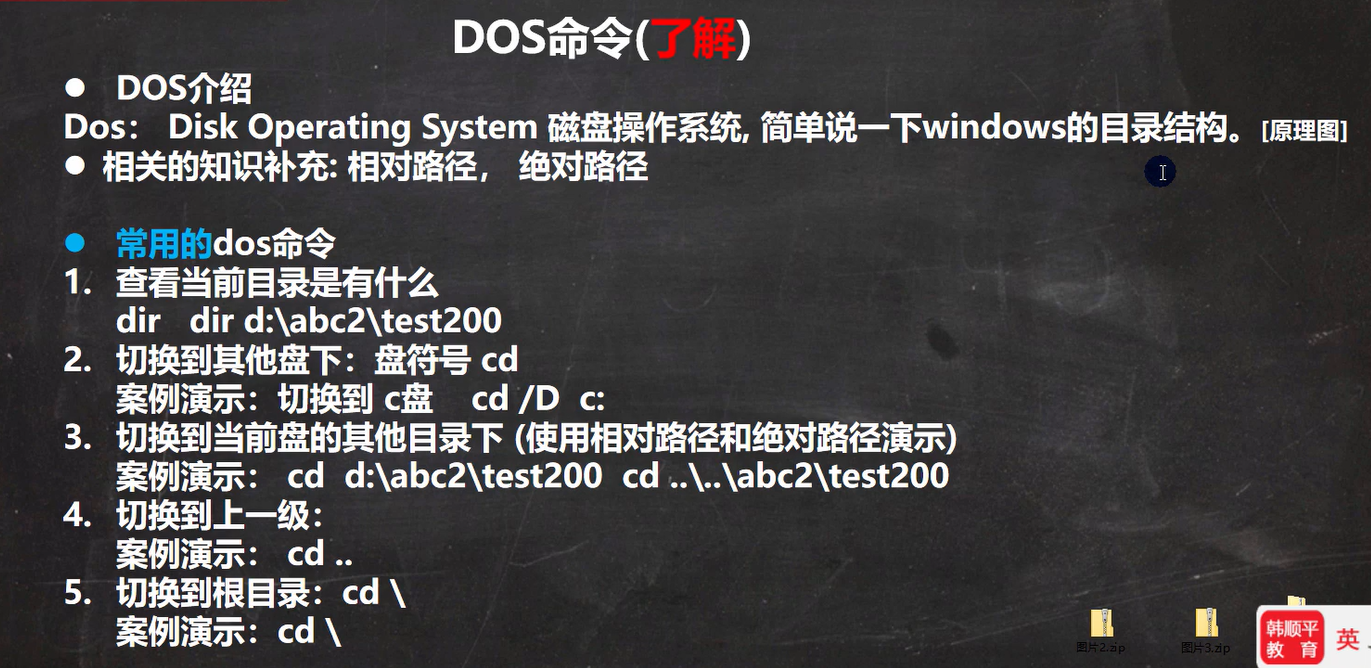 DOS命令(了解)
● DOS介绍
Dos： Disk Operating System 磁盘操作系统, 简单说一下windows的目录结构。[原理图]
● 相关的知识补充: 相对路径， 绝对路径
● 常用的dos命令
1. 查看当前目录是有什么
dir dir d:\abc2\test200
2. 切换到其他盘下：盘符号 cd
案例演示：切换到 c盘 cd /D c:
3. 切换到当前盘的其他目录下 (使用相对路径和绝对路径演示)
案例演示： cd d:\abc2\test200 cd ..\..\abc2\test200
4. 切换到上一级：
案例演示： cd ..
5. 切换到根目录：cd \
案例演示：cd \
图片2.zip
图片3.zip
韩顺平
教育
英